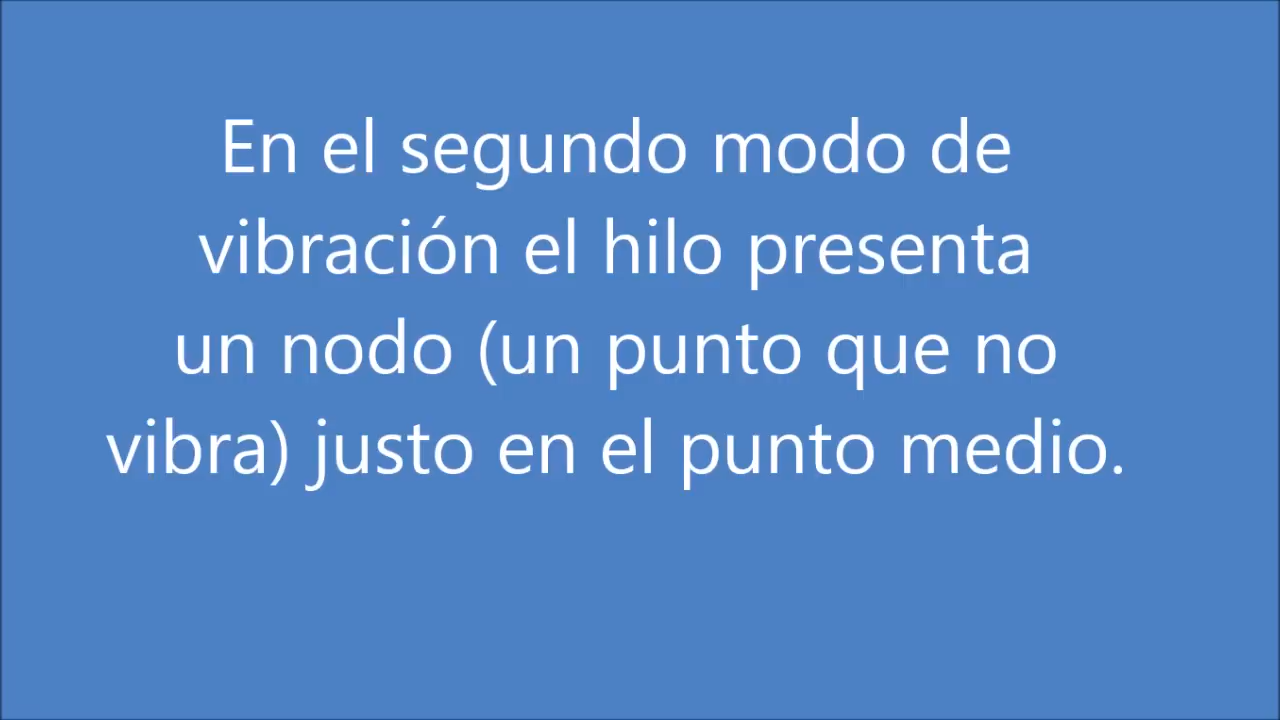 En el segundo modo de
vibración el hilo presenta
un nodo (un punto que no
vibra) justo en el punto medio.